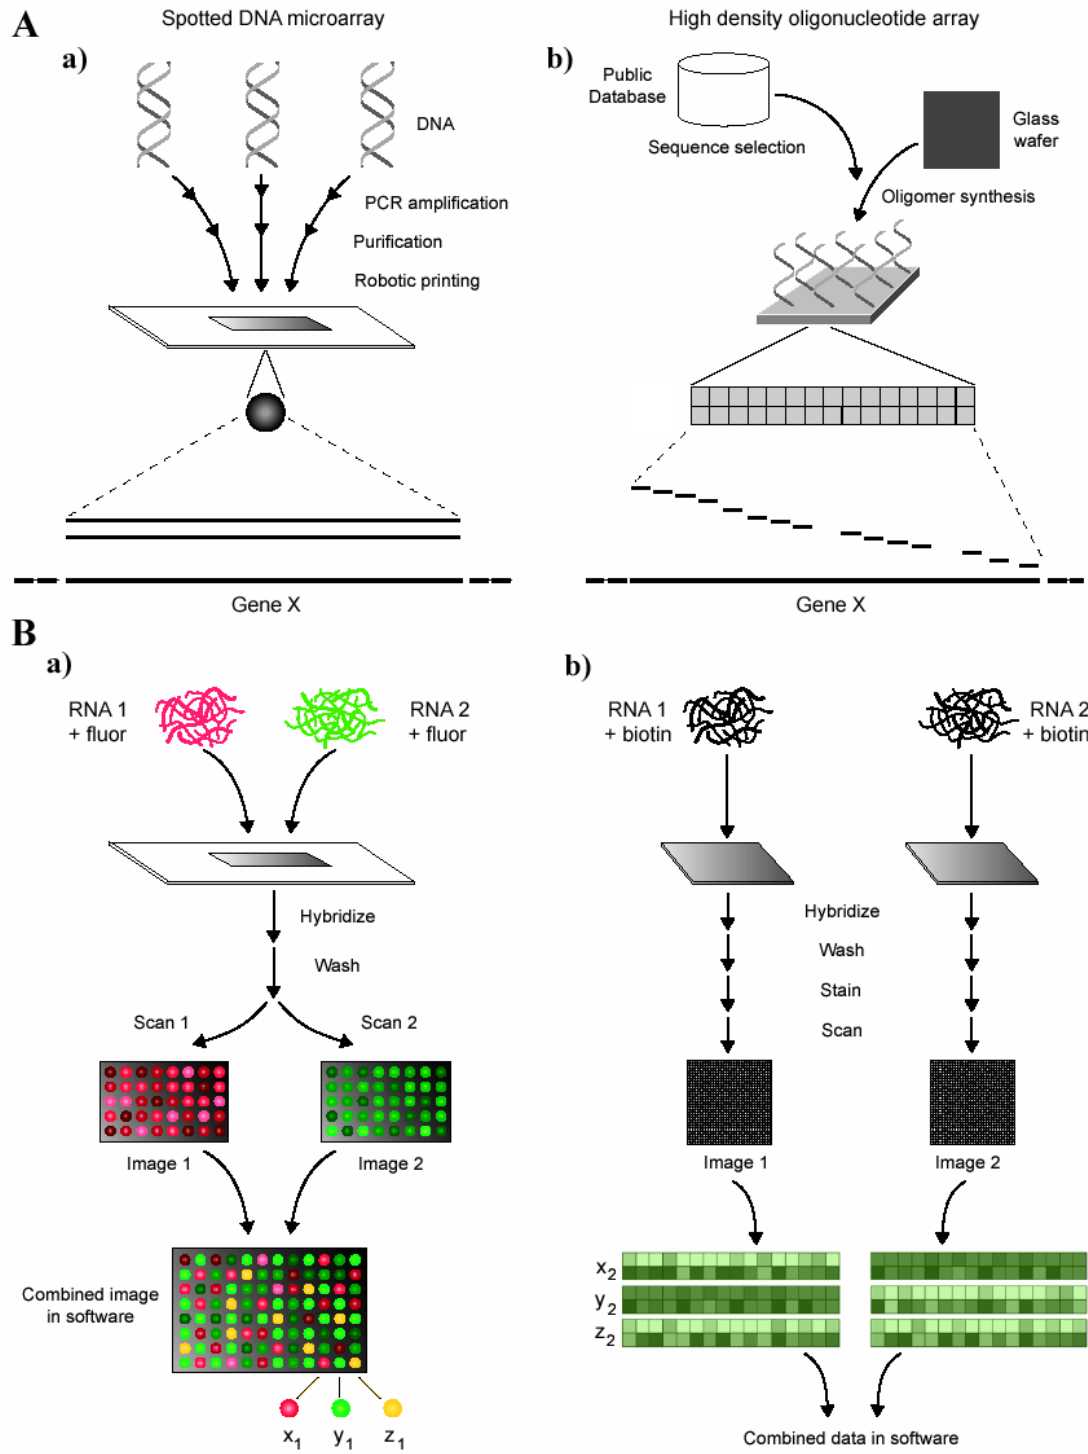 A
Spotted DNA microarray
High density oligonucleotide array
a)
DNA
PCR amplification
Purification
Robotic printing
Gene X
b)
Public
Database
Sequence selection
Glass
wafer
Oligomer synthesis
Gene X
B
a)
RNA 1
+ fluor
RNA 2
+ fluor
Hybridize
Wash
Scan 1
Scan 2
Image 1
Image 2
Combined image
in software
x1
y1
z1
b)
RNA 1
+ biotin
RNA 2
+ biotin
Hybridize
Wash
Stain
Scan
Image 1
Image 2
x2
y2
z2
Combined data in software